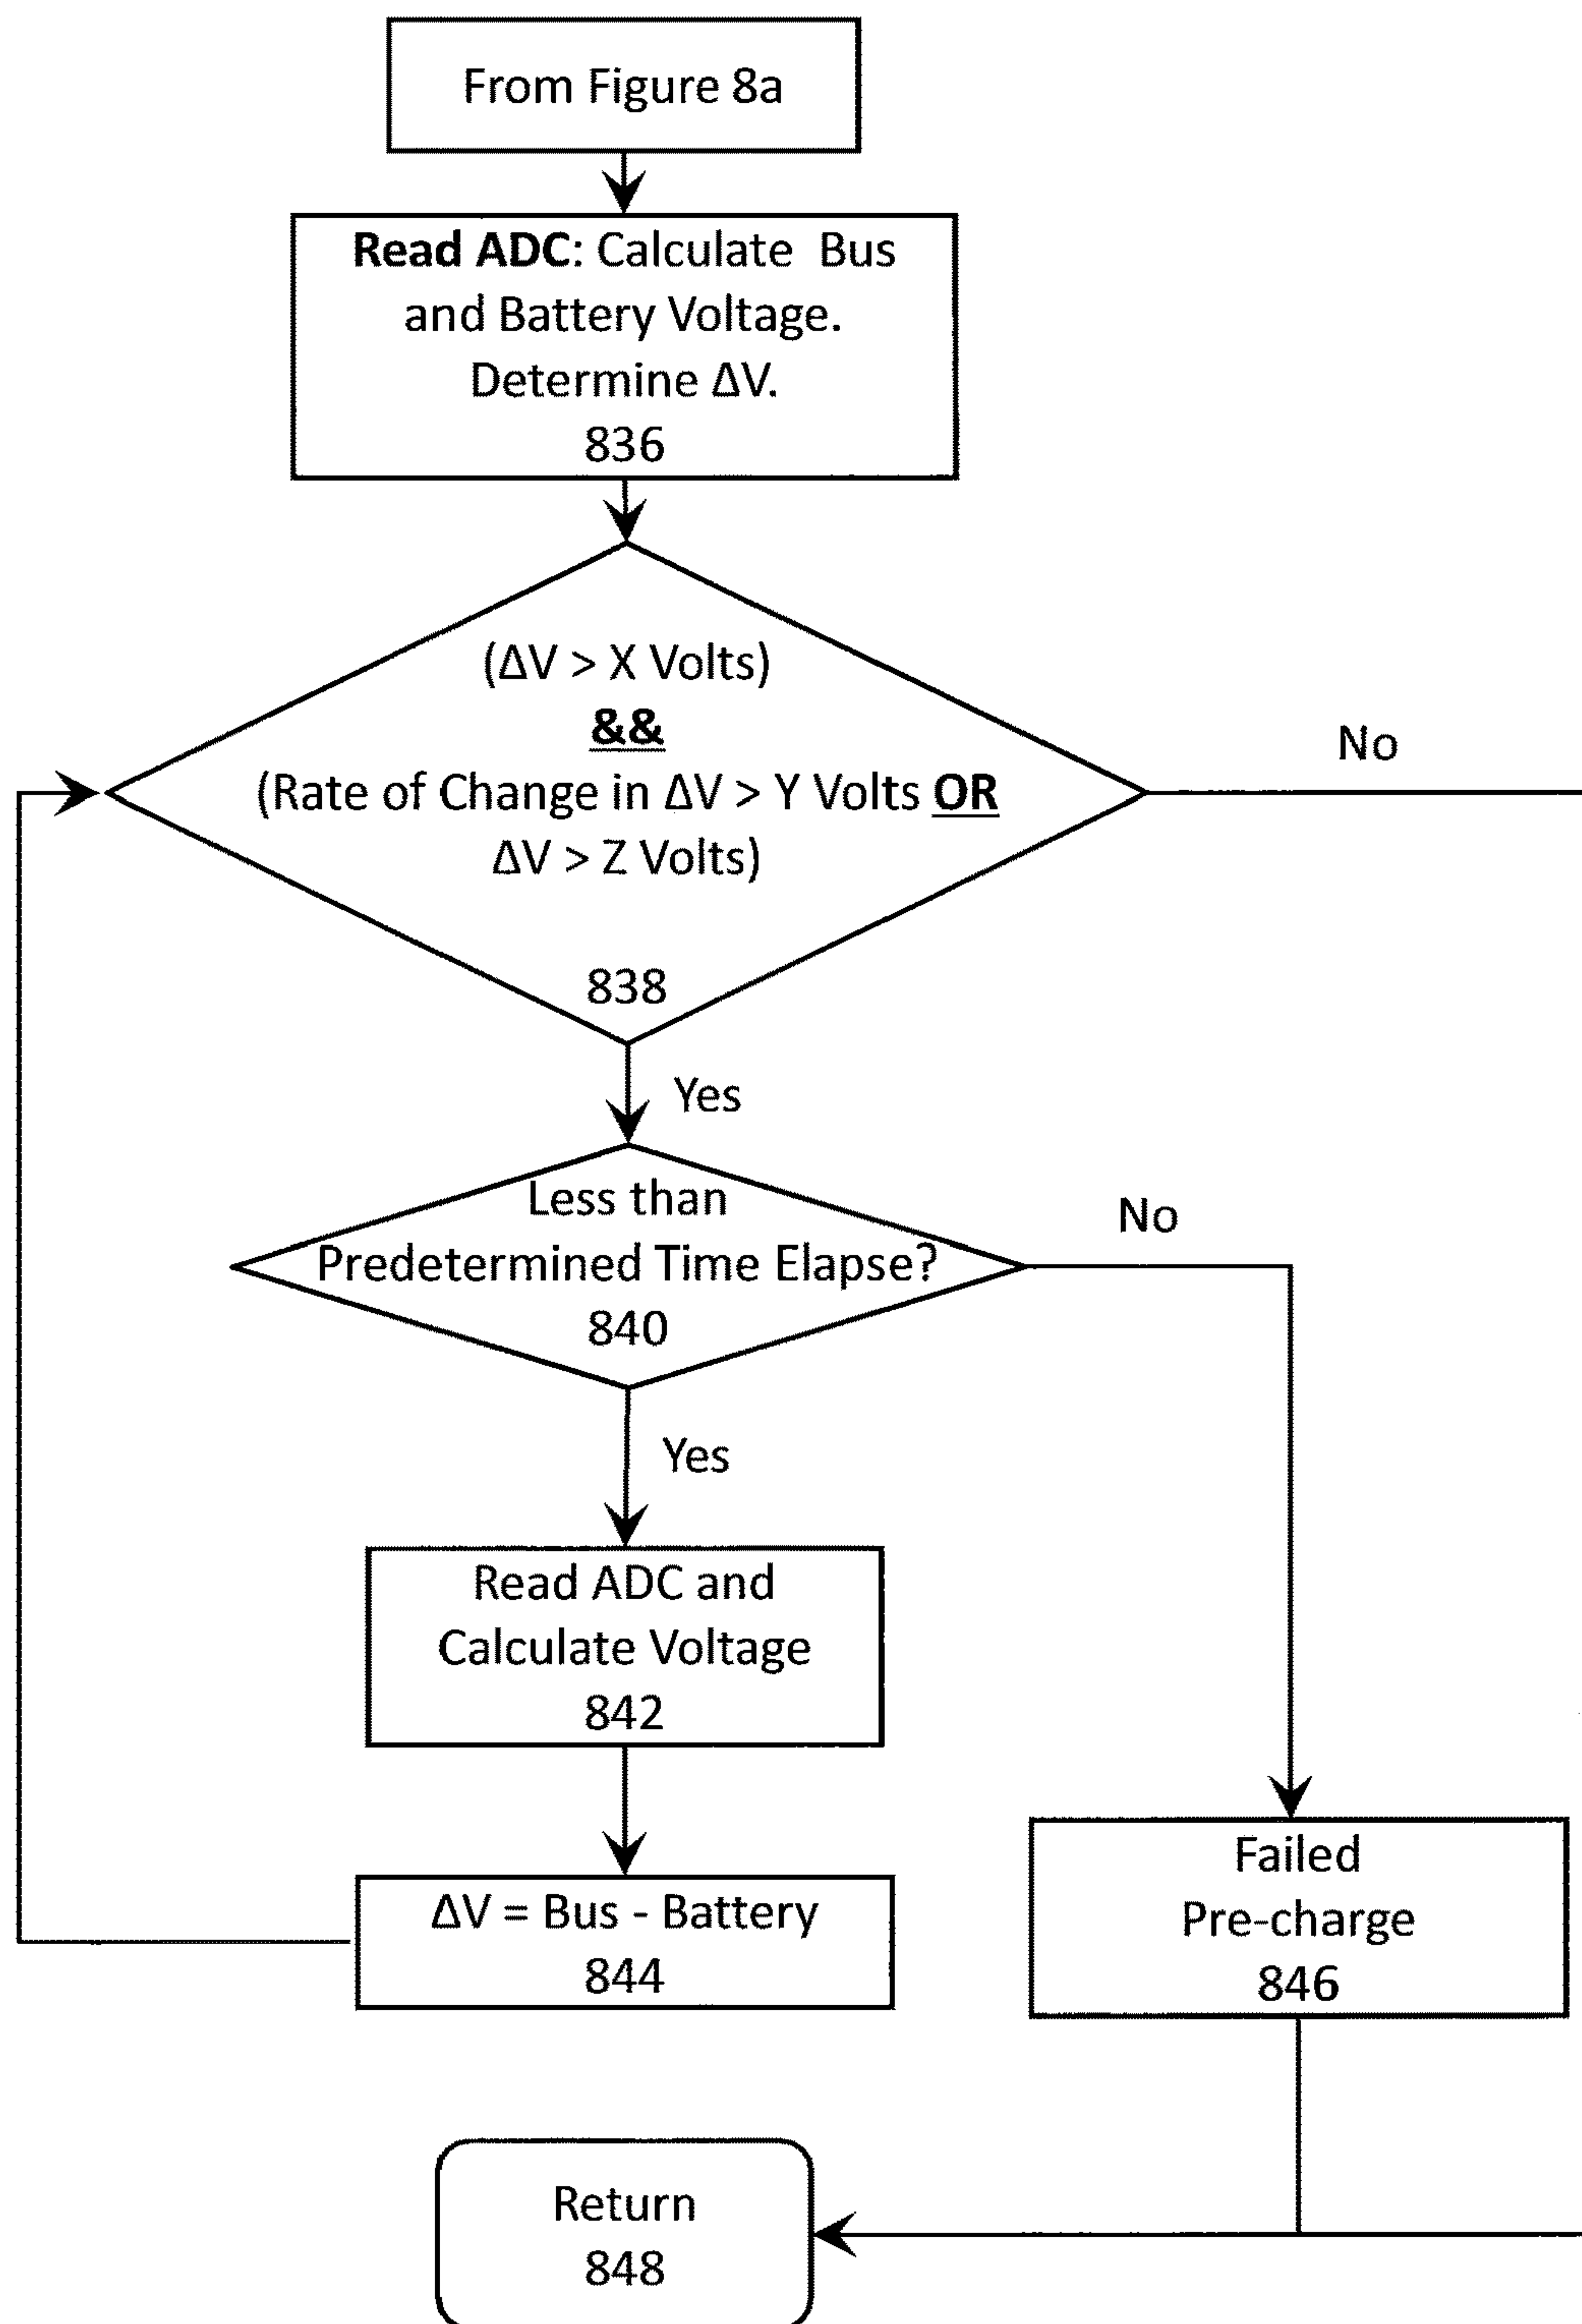 From Figure 8a
Read ADC: Calculate Bus
and Battery Voltage.
Determine ΔV.
836
(ΔV > X Volts)
&&
(Rate of Change in ΔV > Y Volts OR
ΔV > Z Volts)
838
No
Yes
Less than
Predetermined Time Elapse?
840
No
Yes
Read ADC and
Calculate Voltage
842
ΔV = Bus - Battery
844
Failed
Pre-charge
846
Return
848